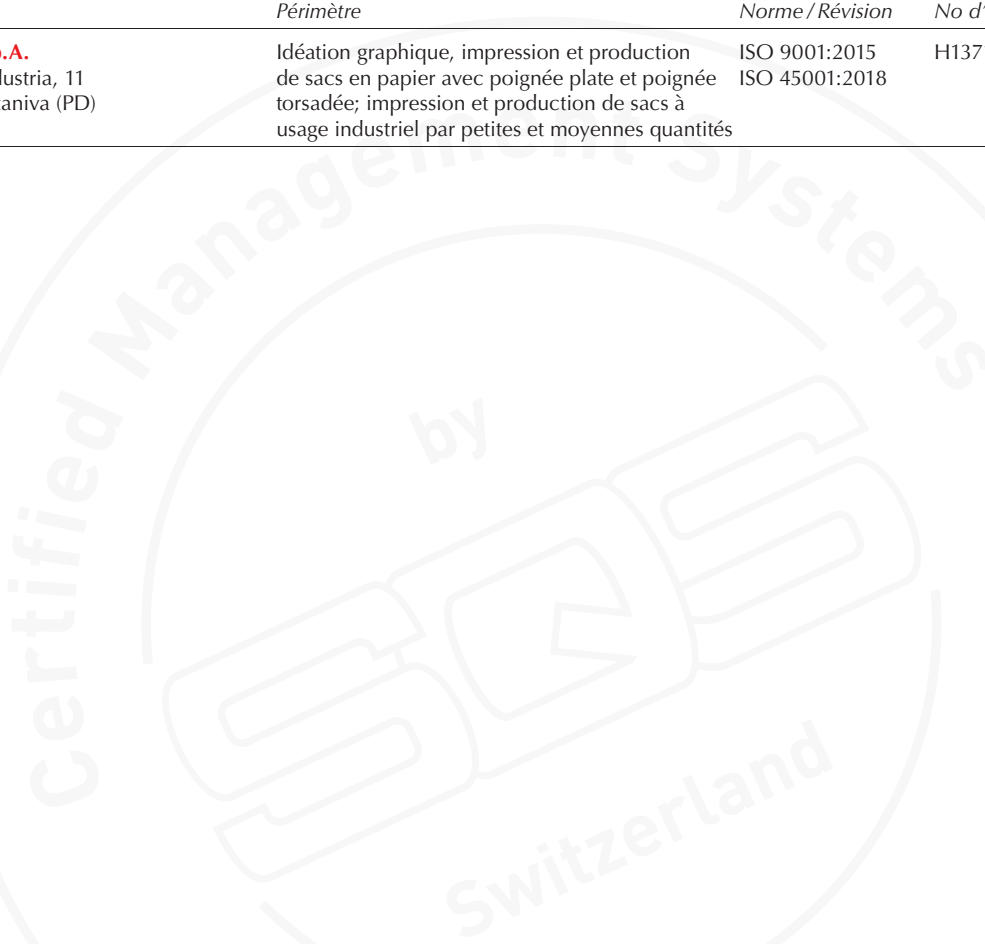 Périmètre Norme / Révision No d'
.A. Idéation graphique, impression et production ISO 9001:2015 H137
dustria, 11 de sacs en papier avec poignée plate et poignée ISO 45001:2018
taniva (PD) torsadée; impression et production de sacs à
usage industriel par petites et moyennes quantités
Certified Management Systems
by
SQS
Switzerland